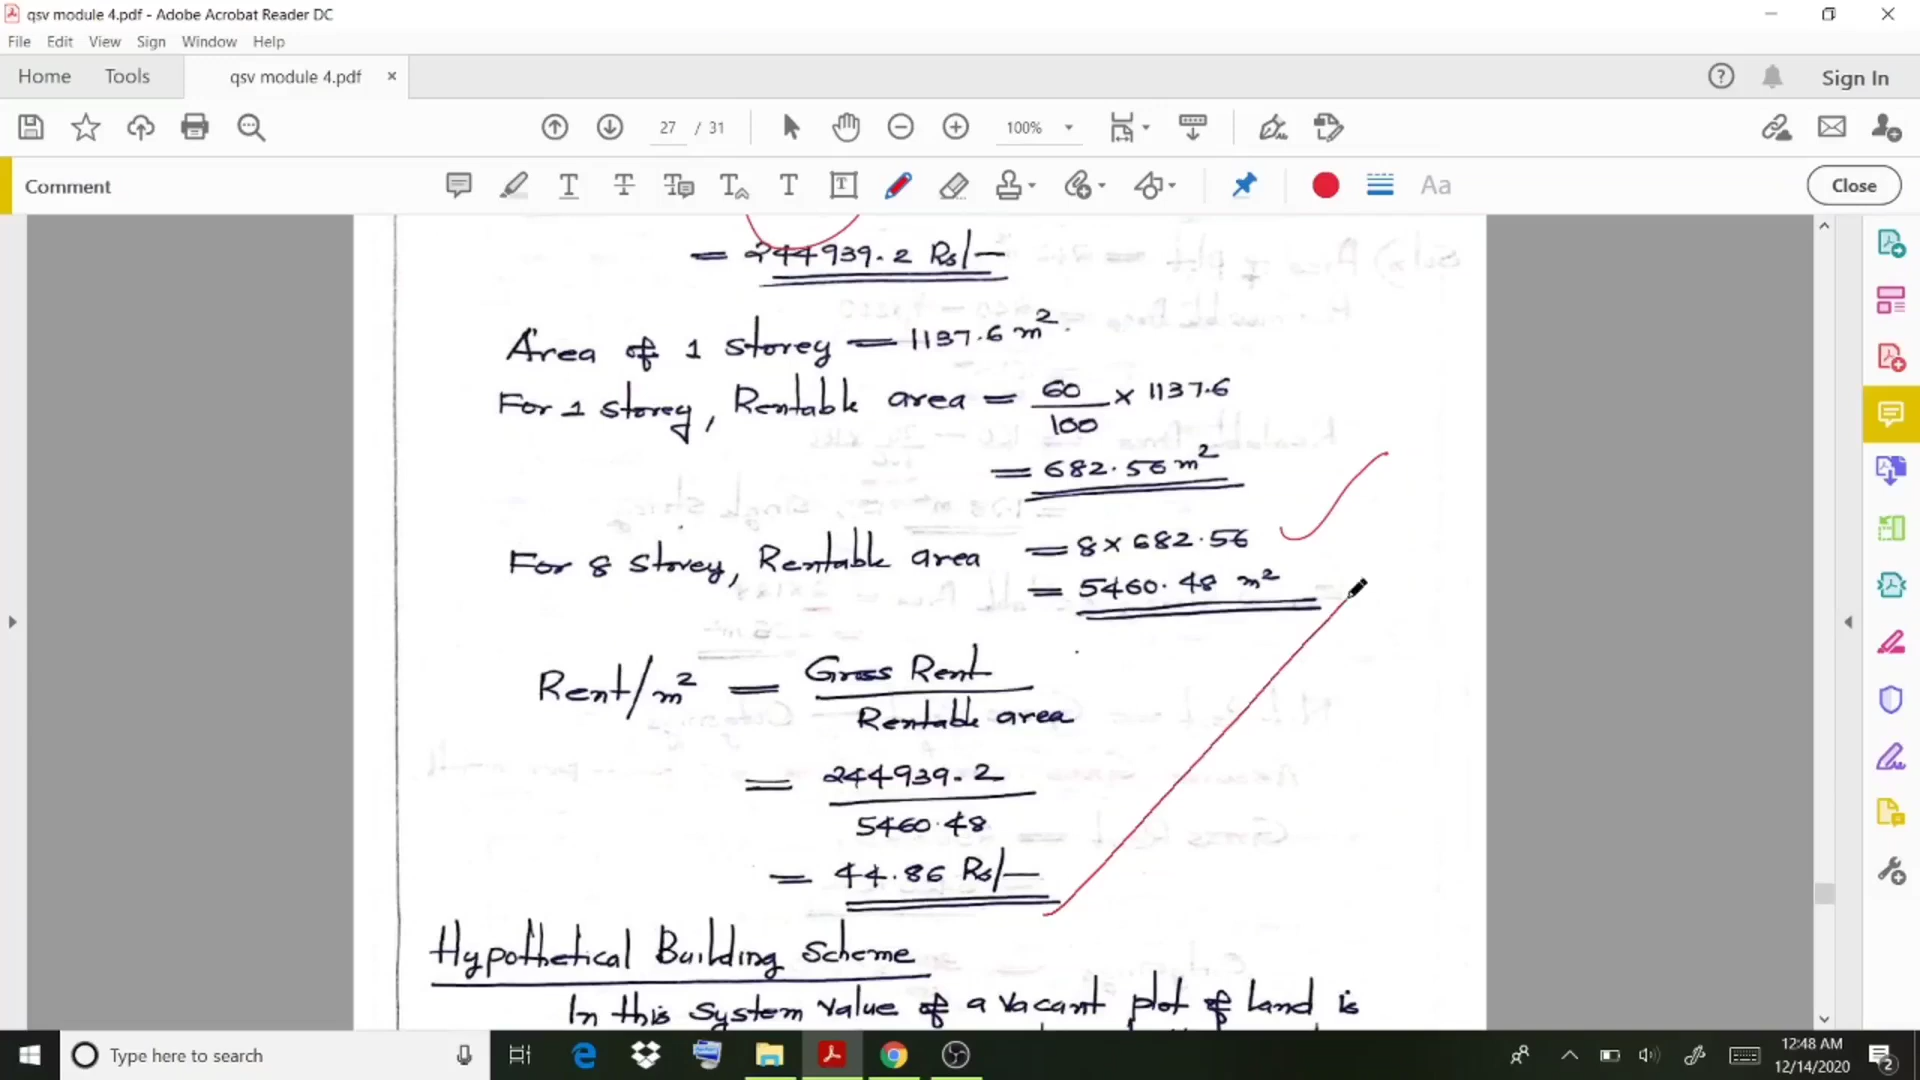 qsv module 4.pdf - Adobe Acrobat Reader DC
File Edit View Sign Window Help
Home Tools qsv module 4.pdf × Sign In
27 / 31 100%
Comment Aa Close
= 244939.2 Rs/—
Area of 1 storey = 1137.6 m².
For 1 storey, Rentable area = 60/100 × 1137.6
= 682.56 m²
For 8 storey, Rentable area = 8 × 682.56
= 5460.48 m²
Rent/m² = Gross Rent / Rentable area
= 244939.2 / 5460.48
= 44.86 Rs/—
Hypothetical Building Scheme
In this system value of a vacant plot of land is
Type here to search
12:48 AM
12/14/2020
2